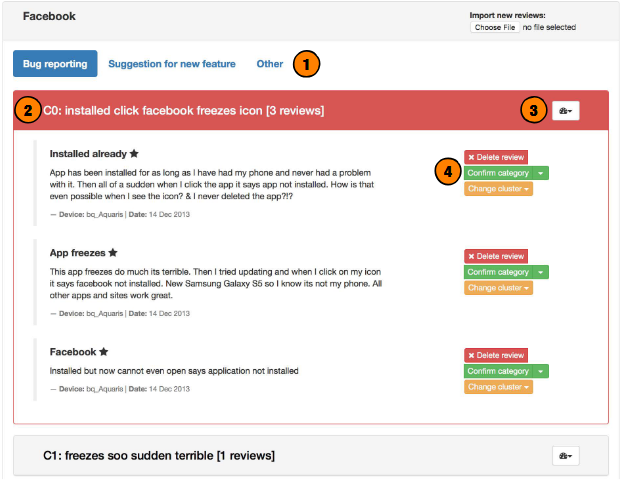 Facebook
Import new reviews:
Choose File no file selected
Bug reporting Suggestion for new feature Other 1
2 C0: installed click facebook freezes icon [3 reviews] 3
Installed already ★
App has been installed for as long as I have had my phone and never had a problem
with it. Then all of a sudden when I click the app it says app not installed. How is that
even possible when I see the icon? & I never deleted the app?!?
— Device: bq_Aquaris | Date: 14 Dec 2013
✖ Delete review
4 Confirm category
Change cluster
App freezes ★
This app freezes do much its terrible. Then I tried updating and when I click on my icon
it says facebook not installed. New Samsung Galaxy S5 so I know its not my phone. All
other apps and sites work great.
— Device: bq_Aquaris | Date: 14 Dec 2013
✖ Delete review
Confirm category
Change cluster
Facebook ★
Installed but now cannot even open says application not installed
— Device: bq_Aquaris | Date: 14 Dec 2013
✖ Delete review
Confirm category
Change cluster
C1: freezes soo sudden terrible [1 reviews]